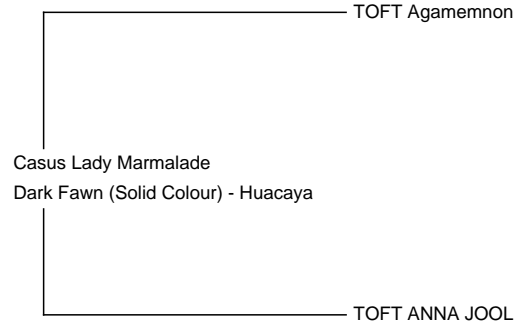 TOFT Agamemnon
Casus Lady Marmalade
Dark Fawn (Solid Colour) - Huacaya
TOFT ANNA JOOL